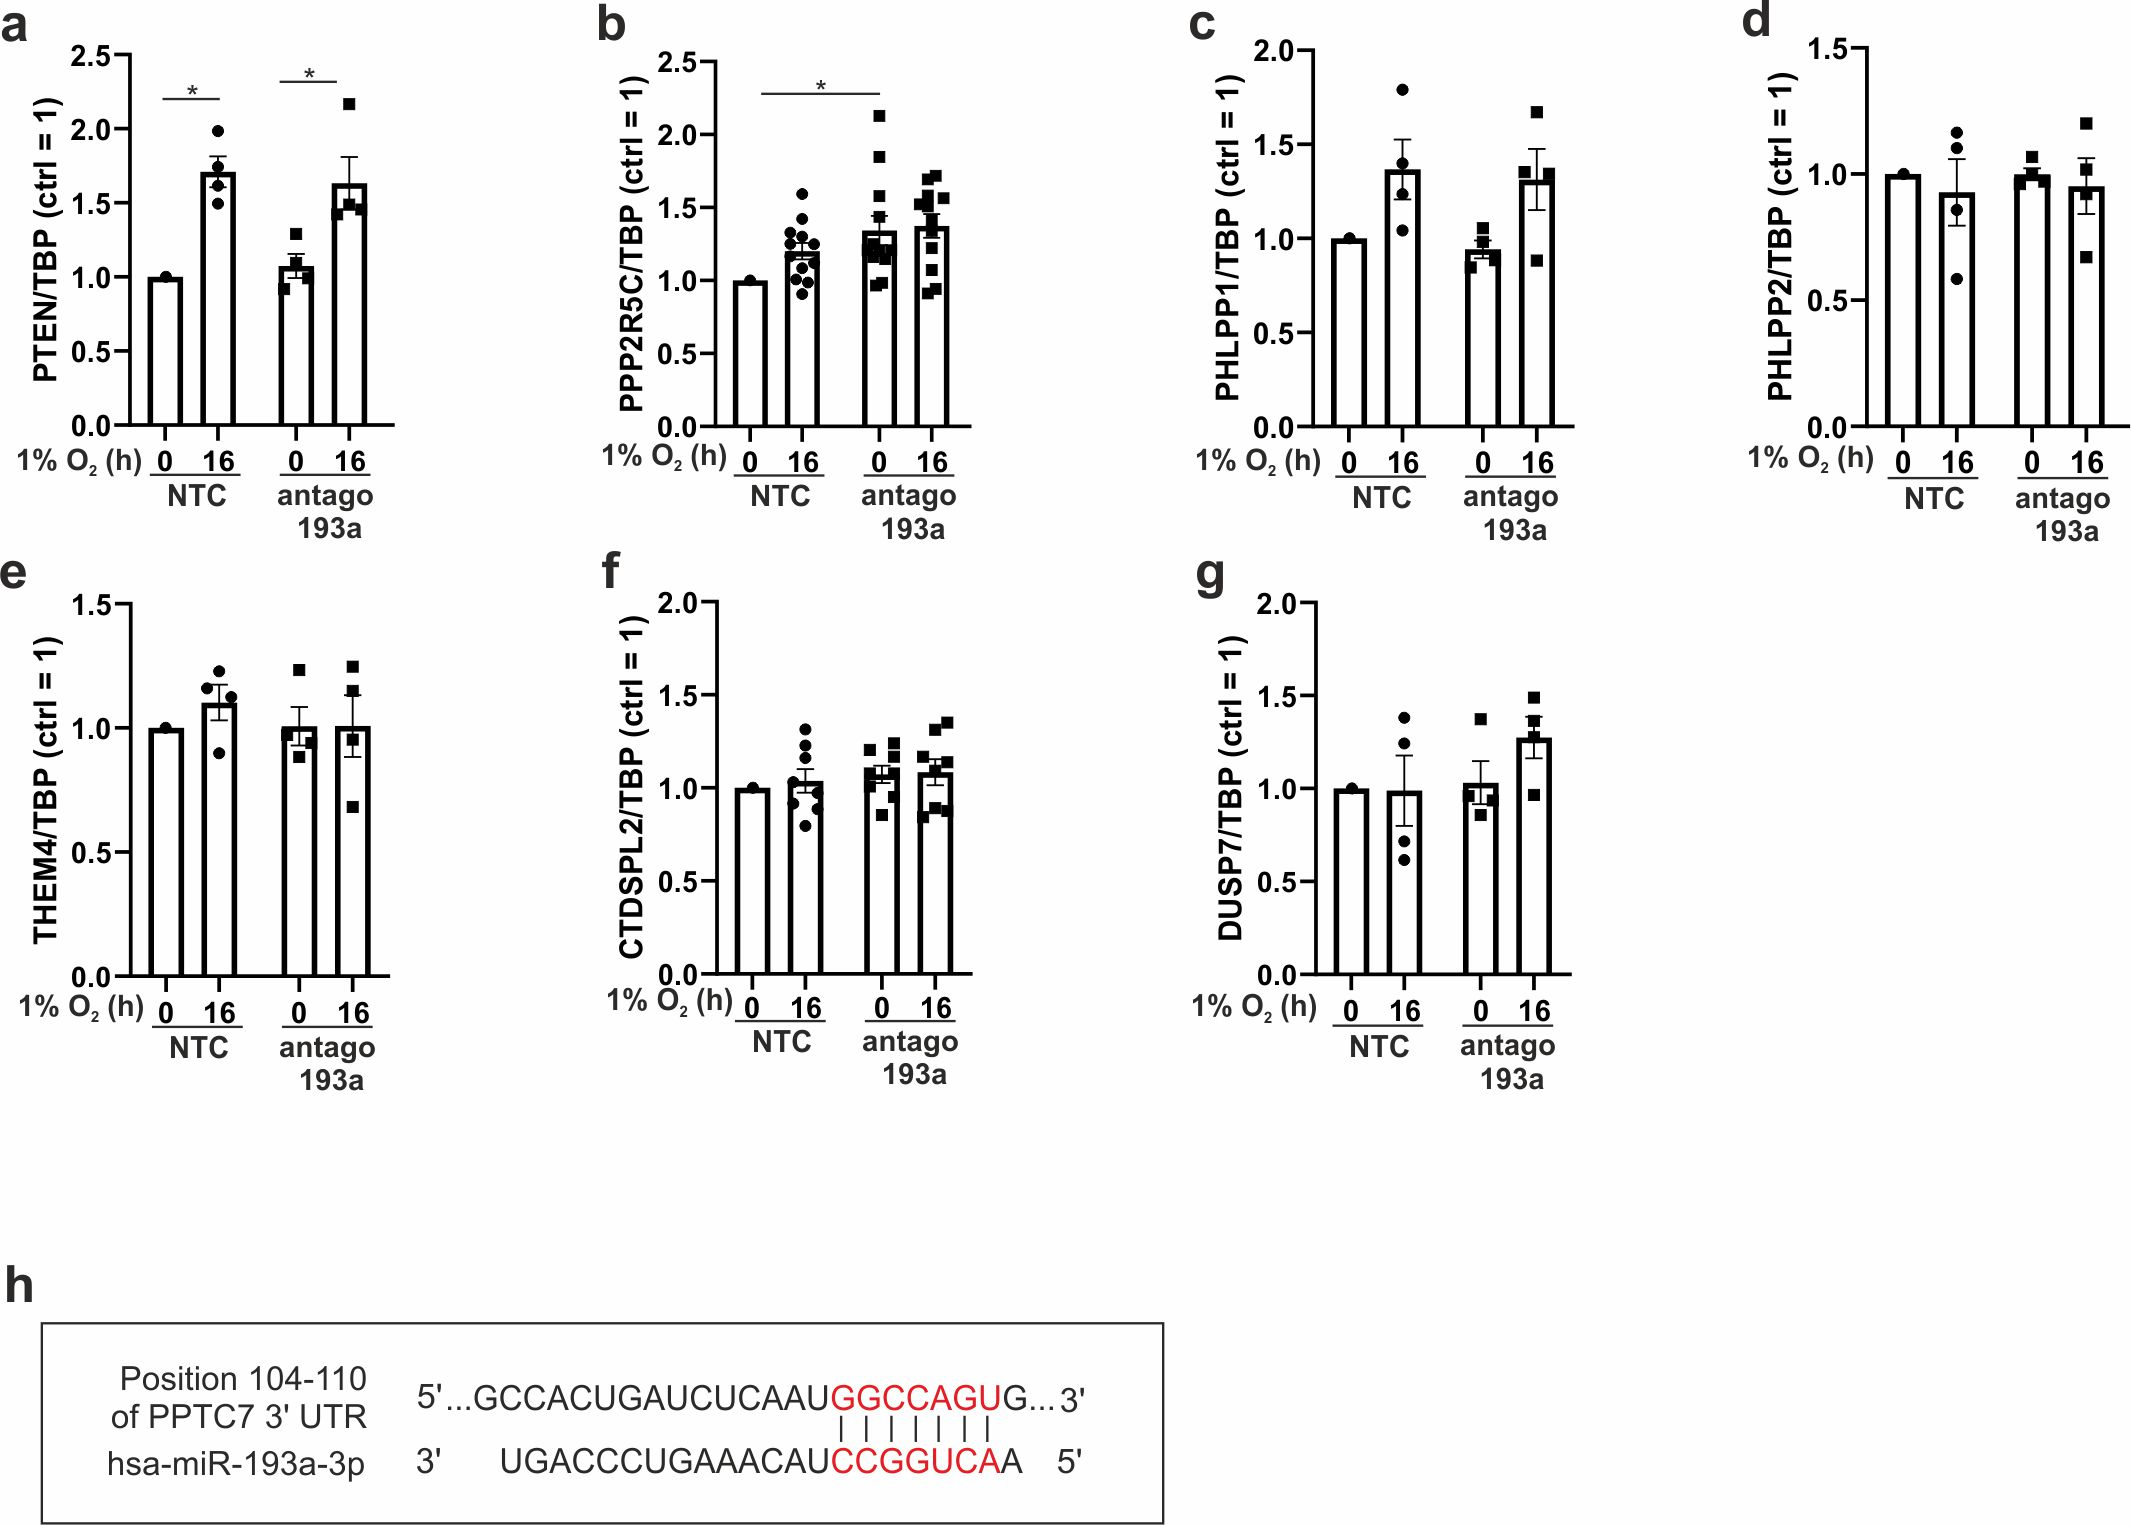 a
PTEN/TBP (ctrl = 1)
2.5
2.0
1.5
1.0
0.5
0.0
*
*
1% O₂ (h) 0 16 0 16
NTC antago
193a
b
PPP2R5C/TBP (ctrl = 1)
2.5
2.0
1.5
1.0
0.5
0.0
*
1% O₂ (h) 0 16 0 16
NTC antago
193a
c
PHLPP1/TBP (ctrl = 1)
2.0
1.5
1.0
0.5
0.0
1% O₂ (h) 0 16 0 16
NTC antago
193a
d
PHLPP2/TBP (ctrl = 1)
1.5
1.0
0.5
0.0
1% O₂ (h) 0 16 0 16
NTC antago
193a
e
THEM4/TBP (ctrl = 1)
1.5
1.0
0.5
0.0
1% O₂ (h) 0 16 0 16
NTC antago
193a
f
CTDSPL2/TBP (ctrl = 1)
2.0
1.5
1.0
0.5
0.0
1% O₂ (h) 0 16 0 16
NTC antago
193a
g
DUSP7/TBP (ctrl = 1)
2.0
1.5
1.0
0.5
0.0
1% O₂ (h) 0 16 0 16
NTC antago
193a
h
Position 104-110
of PPTC7 3' UTR
5'...GCCACUGAUCUCAAUGGCCAGUG...3'
hsa-miR-193a-3p 3' UGACCCUGAAACAUCCGGUCAA 5'